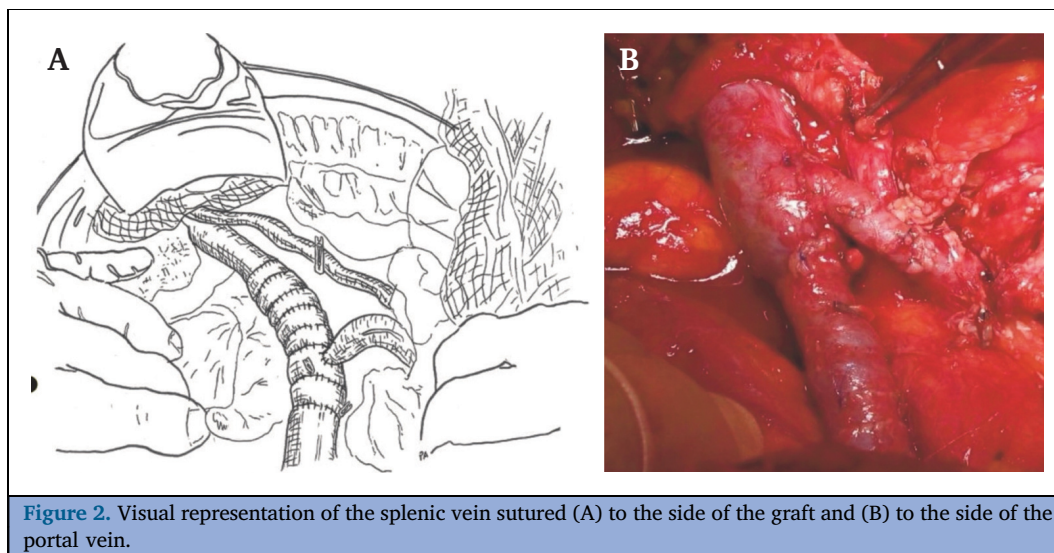 A
B
PA
Figure 2. Visual representation of the splenic vein sutured (A) to the side of the graft and (B) to the side of the
portal vein.